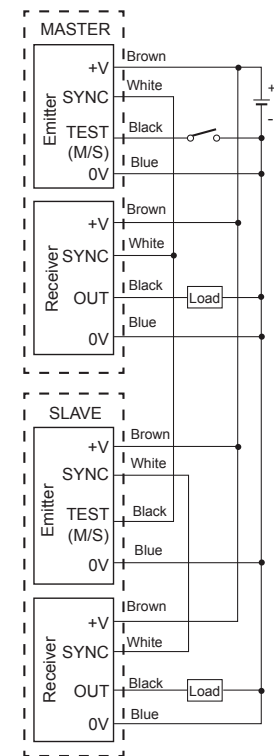 MASTER
Emitter
+V Brown
SYNC White
TEST Black
(M/S)
0V Blue
+
-
Receiver
+V Brown
SYNC White
OUT Black Load
0V Blue
SLAVE
Emitter
+V Brown
SYNC White
TEST Black
(M/S)
0V Blue
Receiver
+V Brown
SYNC White
OUT Black Load
0V Blue